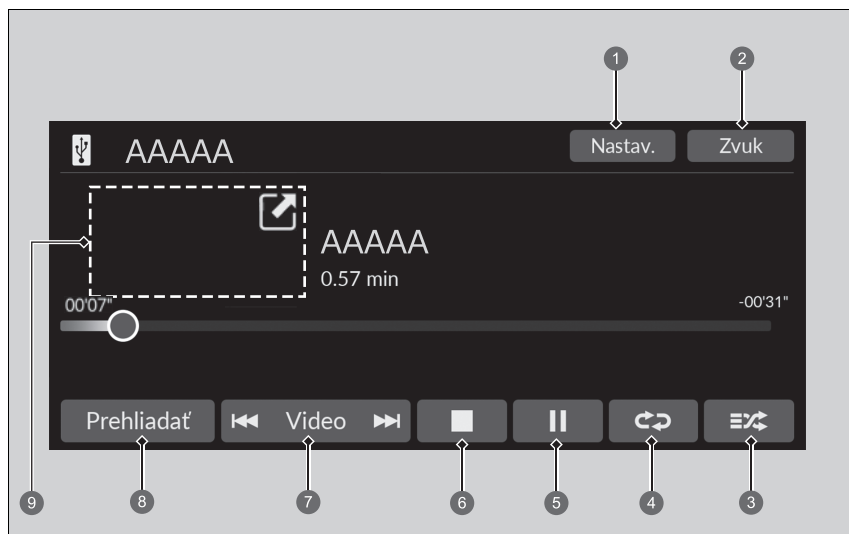 1 2
AAAAA Nastav. Zvuk
AAAAA
0.57 min
00'07" -00'31"
Prehliadať Video
9 8 7 6 5 4 3